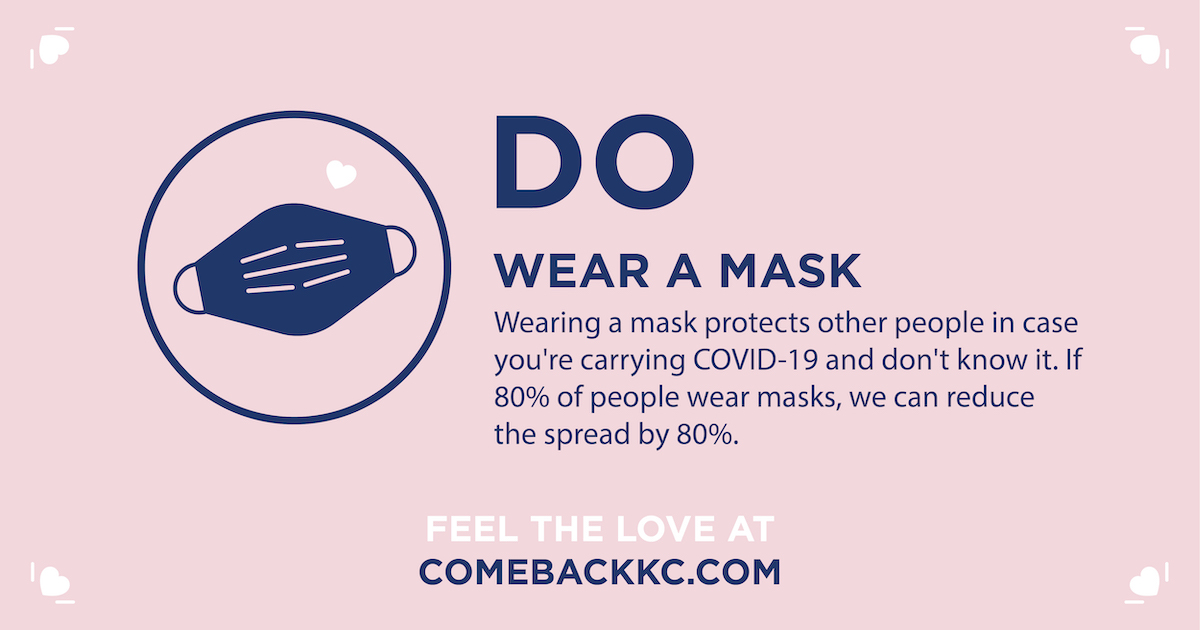 DO
WEAR A MASK
Wearing a mask protects other people in case
you're carrying COVID-19 and don't know it. If
80% of people wear masks, we can reduce
the spread by 80%.
FEEL THE LOVE AT
COMEBACKKC.COM